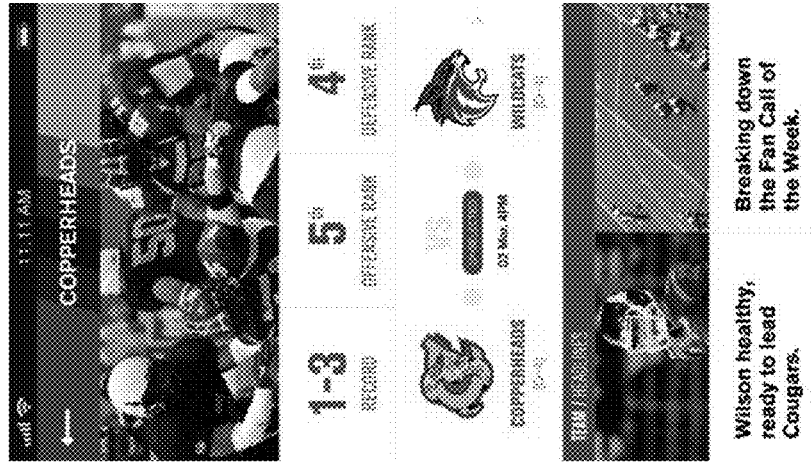 11:11 AM
COPPERHEADS
1-3
RECORD
5th
OFFENSIVE RANK
4th
DEFENSIVE RANK
VS
COPPERHEADS
WILDCATS
Wilson healthy,
ready to lead
Cougars.
Breaking down
the Fan Call of
the Week.